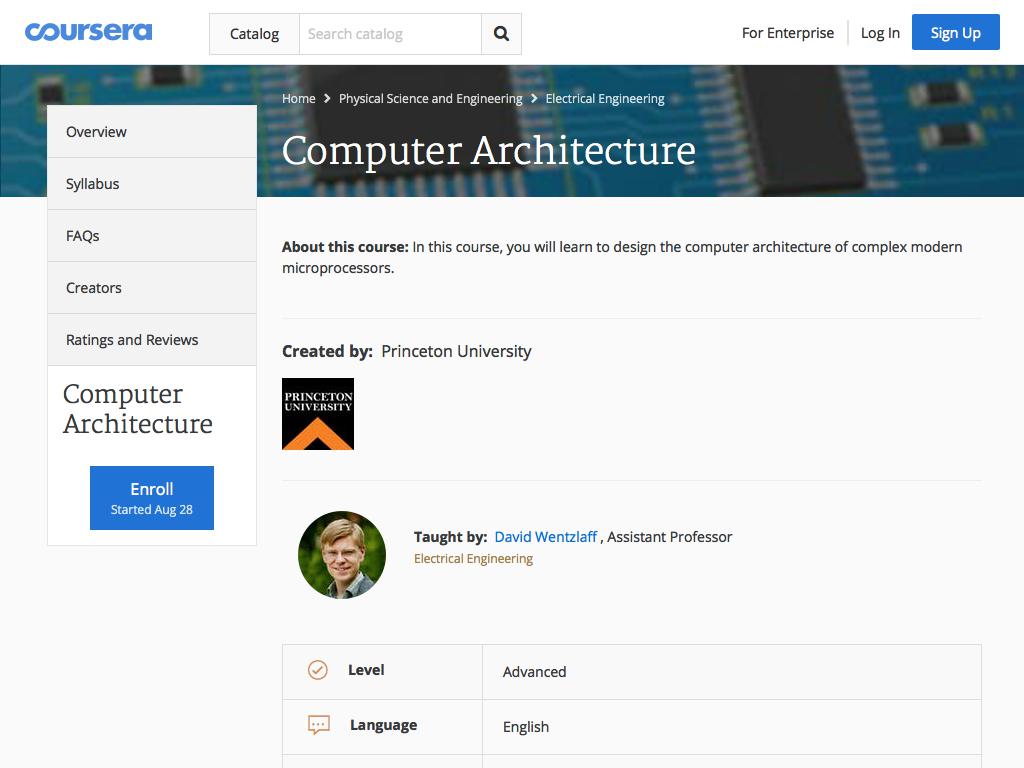 coursera
Catalog
Search catalog
For Enterprise
Log In
Sign Up
Home > Physical Science and Engineering > Electrical Engineering
Computer Architecture
Overview
Syllabus
FAQs
Creators
Ratings and Reviews
Computer
Architecture
Enroll
Started Aug 28
About this course: In this course, you will learn to design the computer architecture of complex modern
microprocessors.
Created by: Princeton University
PRINCETON
UNIVERSITY
Taught by: David Wentzlaff , Assistant Professor
Electrical Engineering
Level
Advanced
Language
English